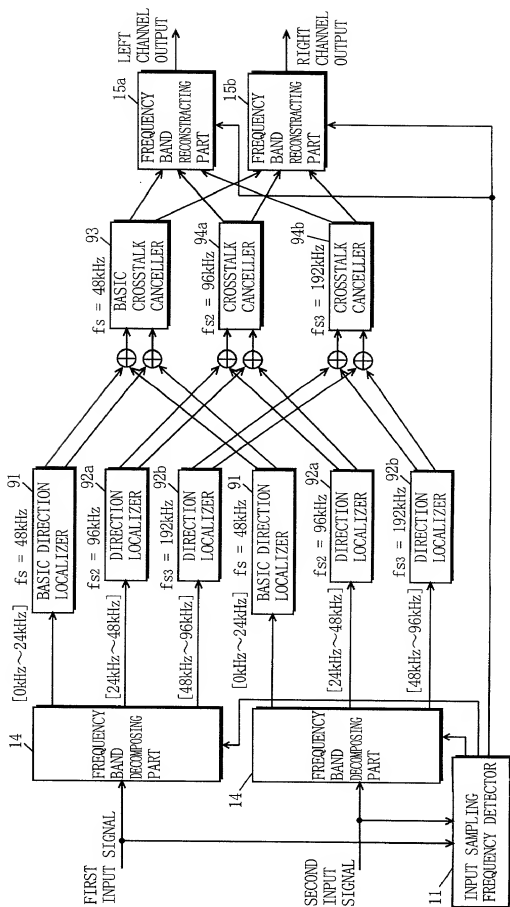 FIRST
INPUT SIGNAL
SECOND
INPUT
SIGNAL
11
INPUT SAMPLING
FREQUENCY DETECTOR
14
FREQUENCY
BAND
DECOMPOSING
PART
14
FREQUENCY
BAND
DECOMPOSING
PART
[0kHz~24kHz]
[24kHz~48kHz]
[48kHz~96kHz]
[0kHz~24kHz]
[24kHz~48kHz]
[48kHz~96kHz]
fs = 48kHz 91
BASIC DIRECTION
LOCALIZER
fs2 = 96kHz 92a
DIRECTION
LOCALIZER
fs3 = 192kHz 92b
DIRECTION
LOCALIZER
fs = 48kHz 91
BASIC DIRECTION
LOCALIZER
fs2 = 96kHz 92a
DIRECTION
LOCALIZER
fs3 = 192kHz 92b
DIRECTION
LOCALIZER
fs = 48kHz 93
BASIC
CROSSTALK
CANCELLER
fs2 = 96kHz 94a
CROSSTALK
CANCELLER
fs3 = 192kHz 94b
CROSSTALK
CANCELLER
15a
FREQUENCY
BAND
RECONSTRACTING
PART
15b
FREQUENCY
BAND
RECONSTRACTING
PART
LEFT
CHANNEL
OUTPUT
RIGHT
CHANNEL
OUTPUT